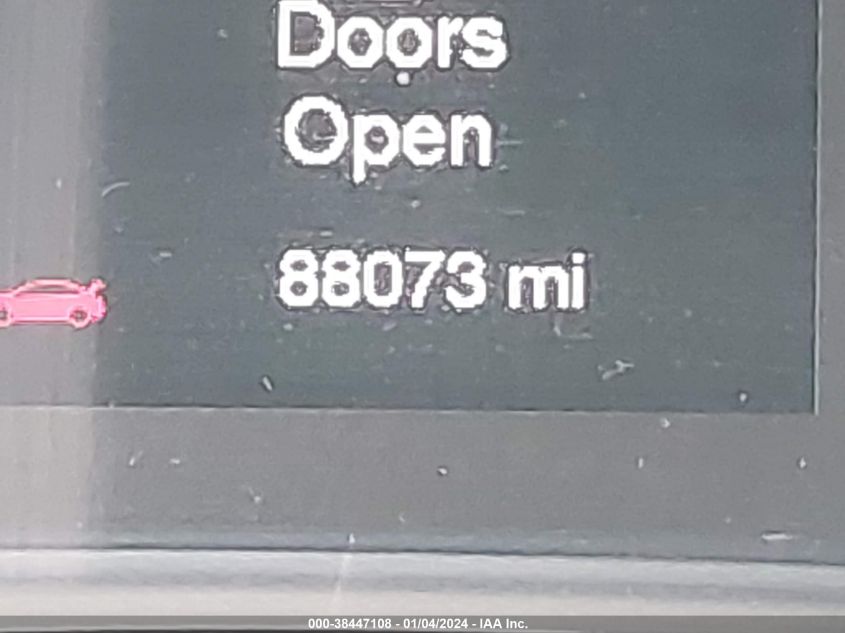 Doors
Open
88073 mi
000-38447108 - 01/04/2024 - IAA Inc.